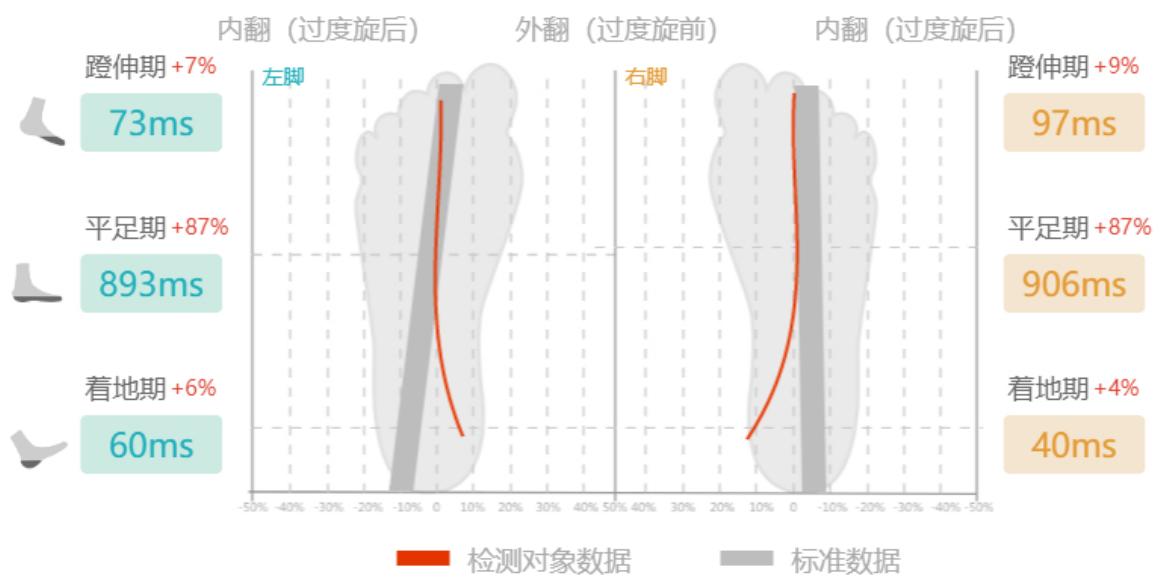 内翻（过度旋后） 外翻（过度旋前） 内翻（过度旋后）
蹬伸期 +7%
73ms
平足期 +87%
893ms
着地期 +6%
60ms
左脚
右脚
蹬伸期 +9%
97ms
平足期 +87%
906ms
着地期 +4%
40ms
-50% -40% -30% -20% -10% 0 10% 20% 30% 40% 50% 40% 30% 20% 10% 0 -10% -20% -30% -40% -50%
检测对象数据 标准数据